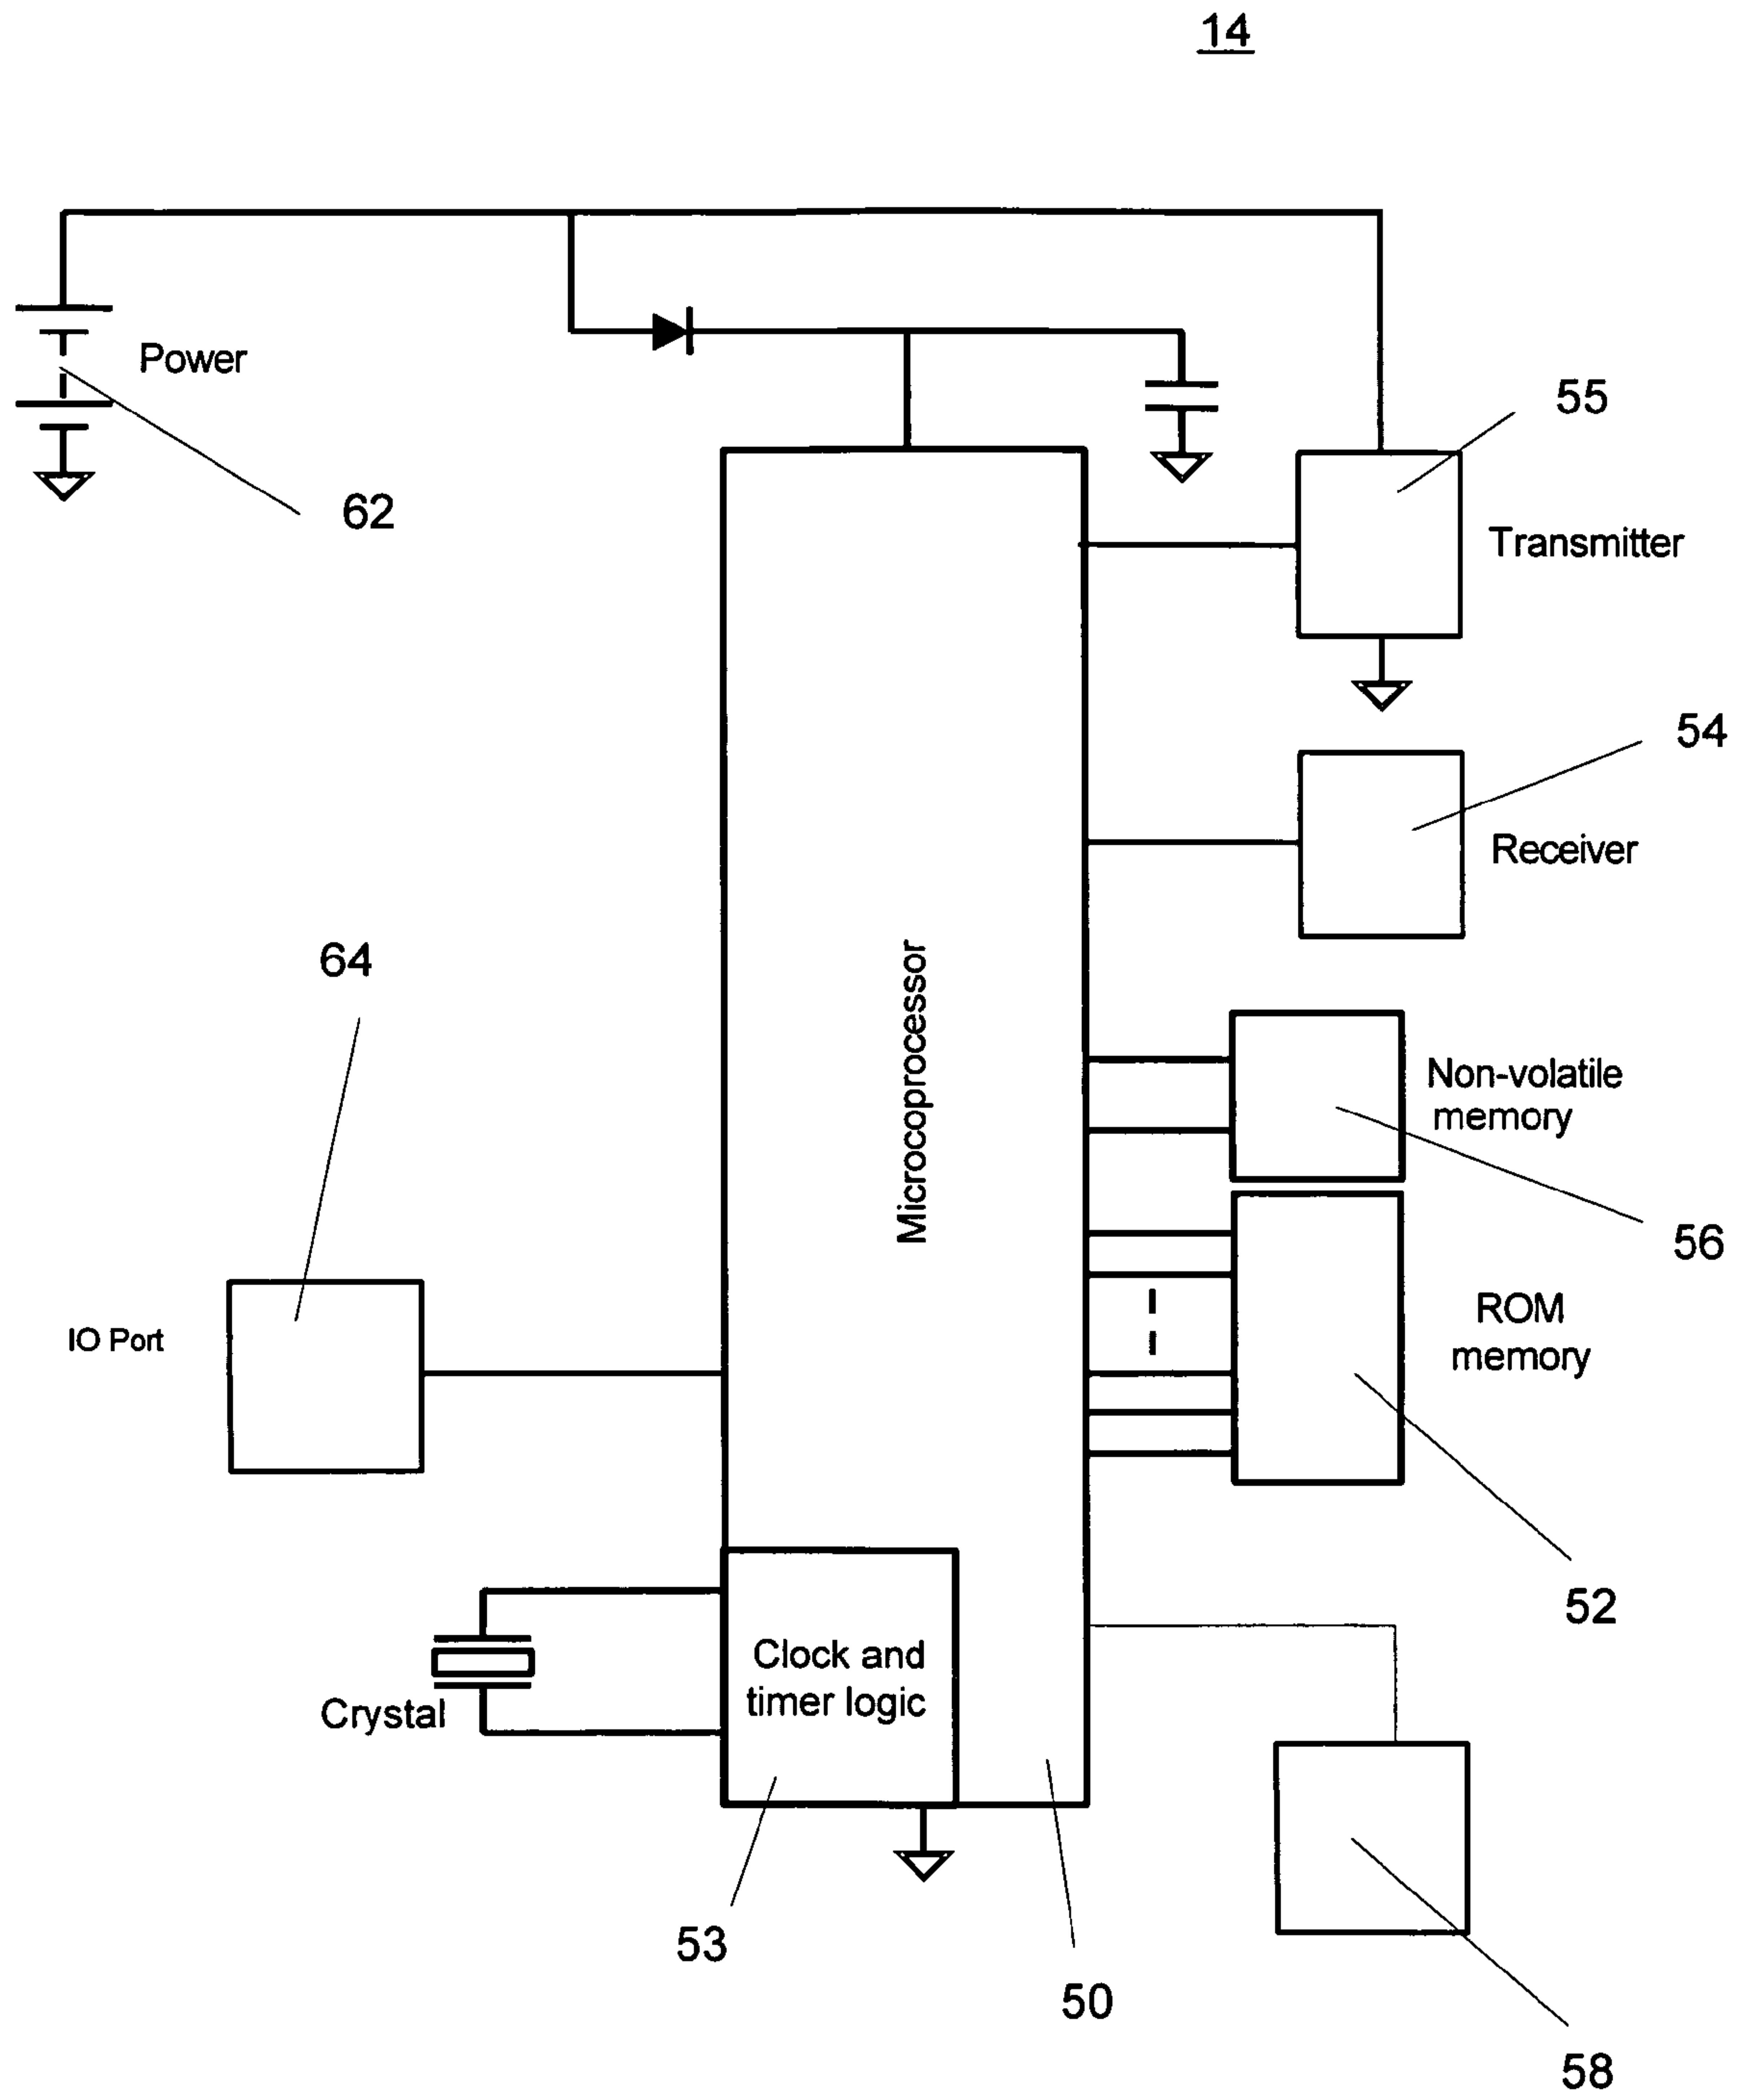 14
Power
62
55
Transmitter
54
Receiver
64
Microcoprocessor
Non-volatile
memory
56
IO Port
ROM
memory
52
Clock and
timer logic
Crystal
53
50
58